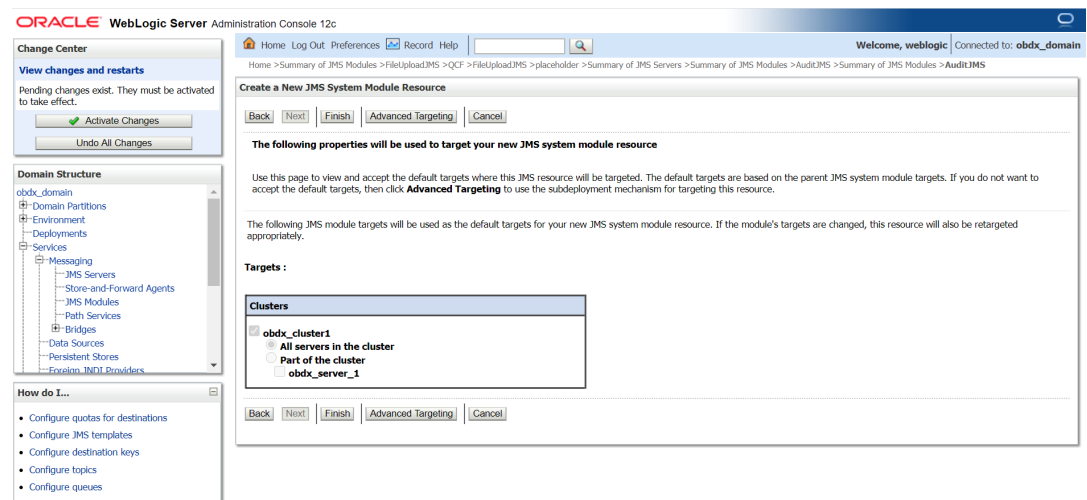 ORACLE WebLogic Server Administration Console 12c
Change Center
View changes and restarts
Pending changes exist. They must be activated
to take effect.
Activate Changes
Undo All Changes
Domain Structure
obdx_domain
Domain Partitions
Environment
Deployments
Services
Messaging
JMS Servers
Store-and-Forward Agents
JMS Modules
Path Services
Bridges
Data Sources
Persistent Stores
Foreign JNDI Providers
How do I...
Configure quotas for destinations
Configure JMS templates
Configure destination keys
Configure topics
Configure queues
Home Log Out Preferences Record Help
Welcome, weblogic Connected to: obdx_domain
Home >Summary of JMS Modules >FileUploadJMS >QCF >FileUploadJMS >placeholder >Summary of JMS Servers >Summary of JMS Modules >AuditJMS >Summary of JMS Modules >AuditJMS
Create a New JMS System Module Resource
Back Next Finish Advanced Targeting Cancel
The following properties will be used to target your new JMS system module resource
Use this page to view and accept the default targets where this JMS resource will be targeted. The default targets are based on the parent JMS system module targets. If you do not want to
accept the default targets, then click Advanced Targeting to use the subdeployment mechanism for targeting this resource.
The following JMS module targets will be used as the default targets for your new JMS system module resource. If the module's targets are changed, this resource will also be retargeted
appropriately.
Targets :
Clusters
obdx_cluster1
All servers in the cluster
Part of the cluster
obdx_server_1
Back Next Finish Advanced Targeting Cancel